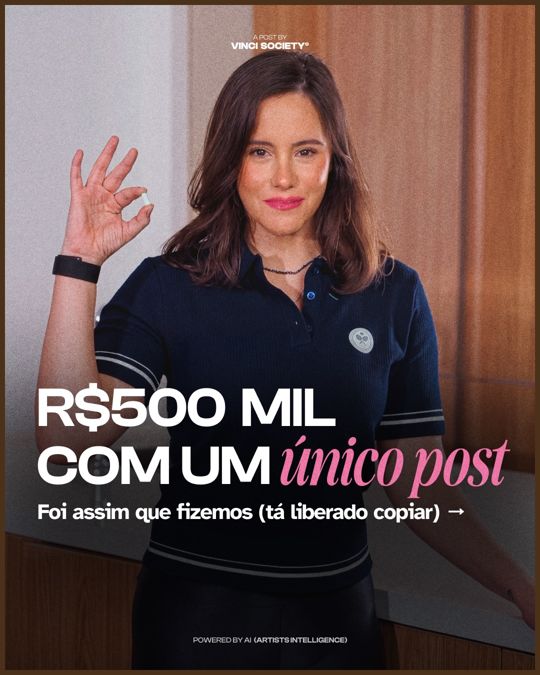 A POST BY
VINCI SOCIETY®
R$500 MIL
COM UM único post
Foi assim que fizemos (tá liberado copiar) →
POWERED BY AI (ARTISTS INTELLIGENCE)